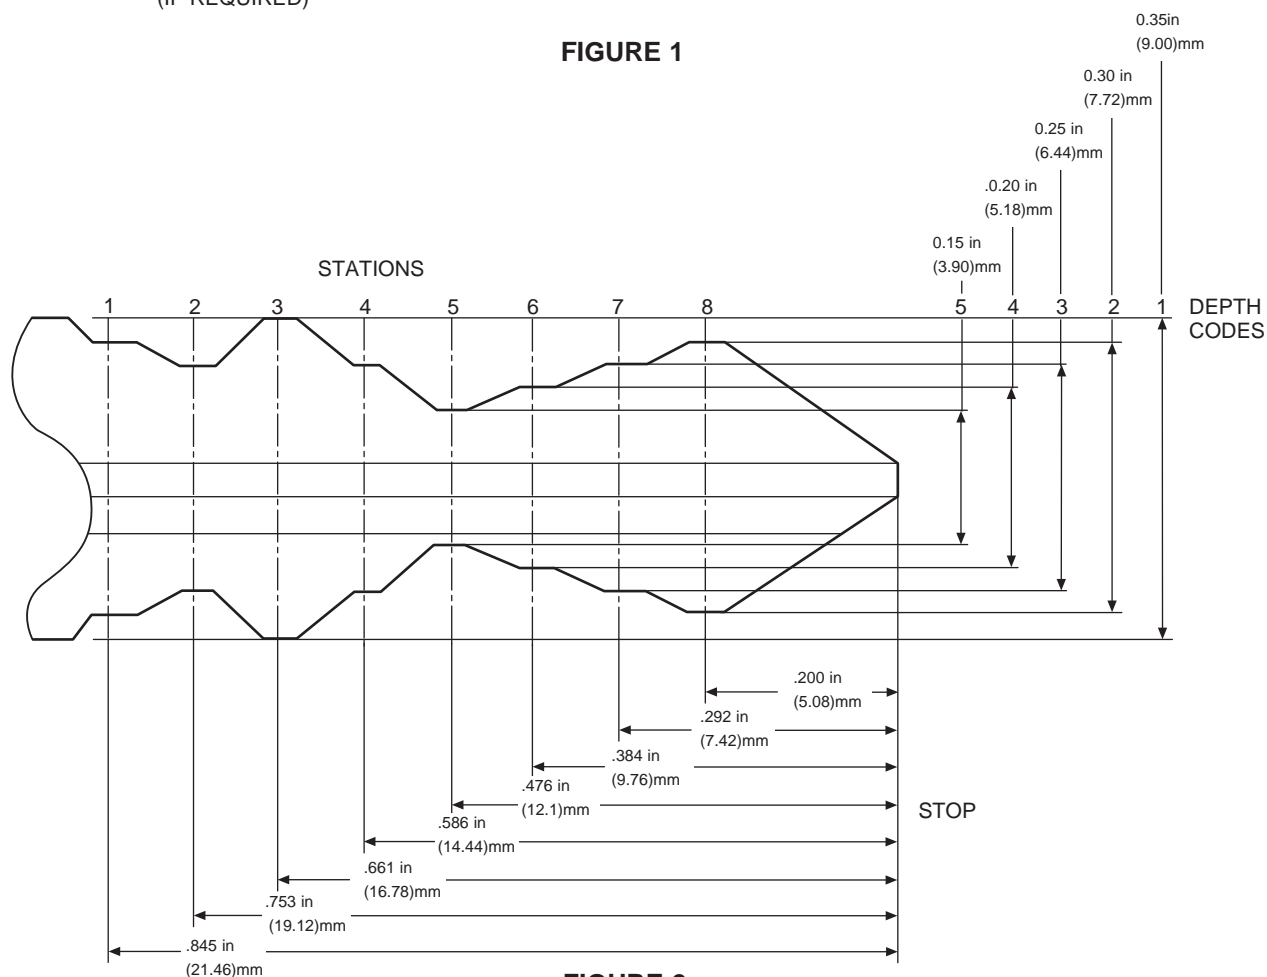 (IF REQUIRED)
FIGURE 1
0.35in
(9.00)mm
0.30 in
(7.72)mm
0.25 in
(6.44)mm
.0.20 in
(5.18)mm
0.15 in
(3.90)mm
STATIONS
1 2 3 4 5 6 7 8 5 4 3 2 1 DEPTH
CODES
.200 in
(5.08)mm
.292 in
(7.42)mm
.384 in
(9.76)mm
.476 in
(12.1)mm
STOP
.586 in
(14.44)mm
.661 in
(16.78)mm
.753 in
(19.12)mm
.845 in
(21.46)mm